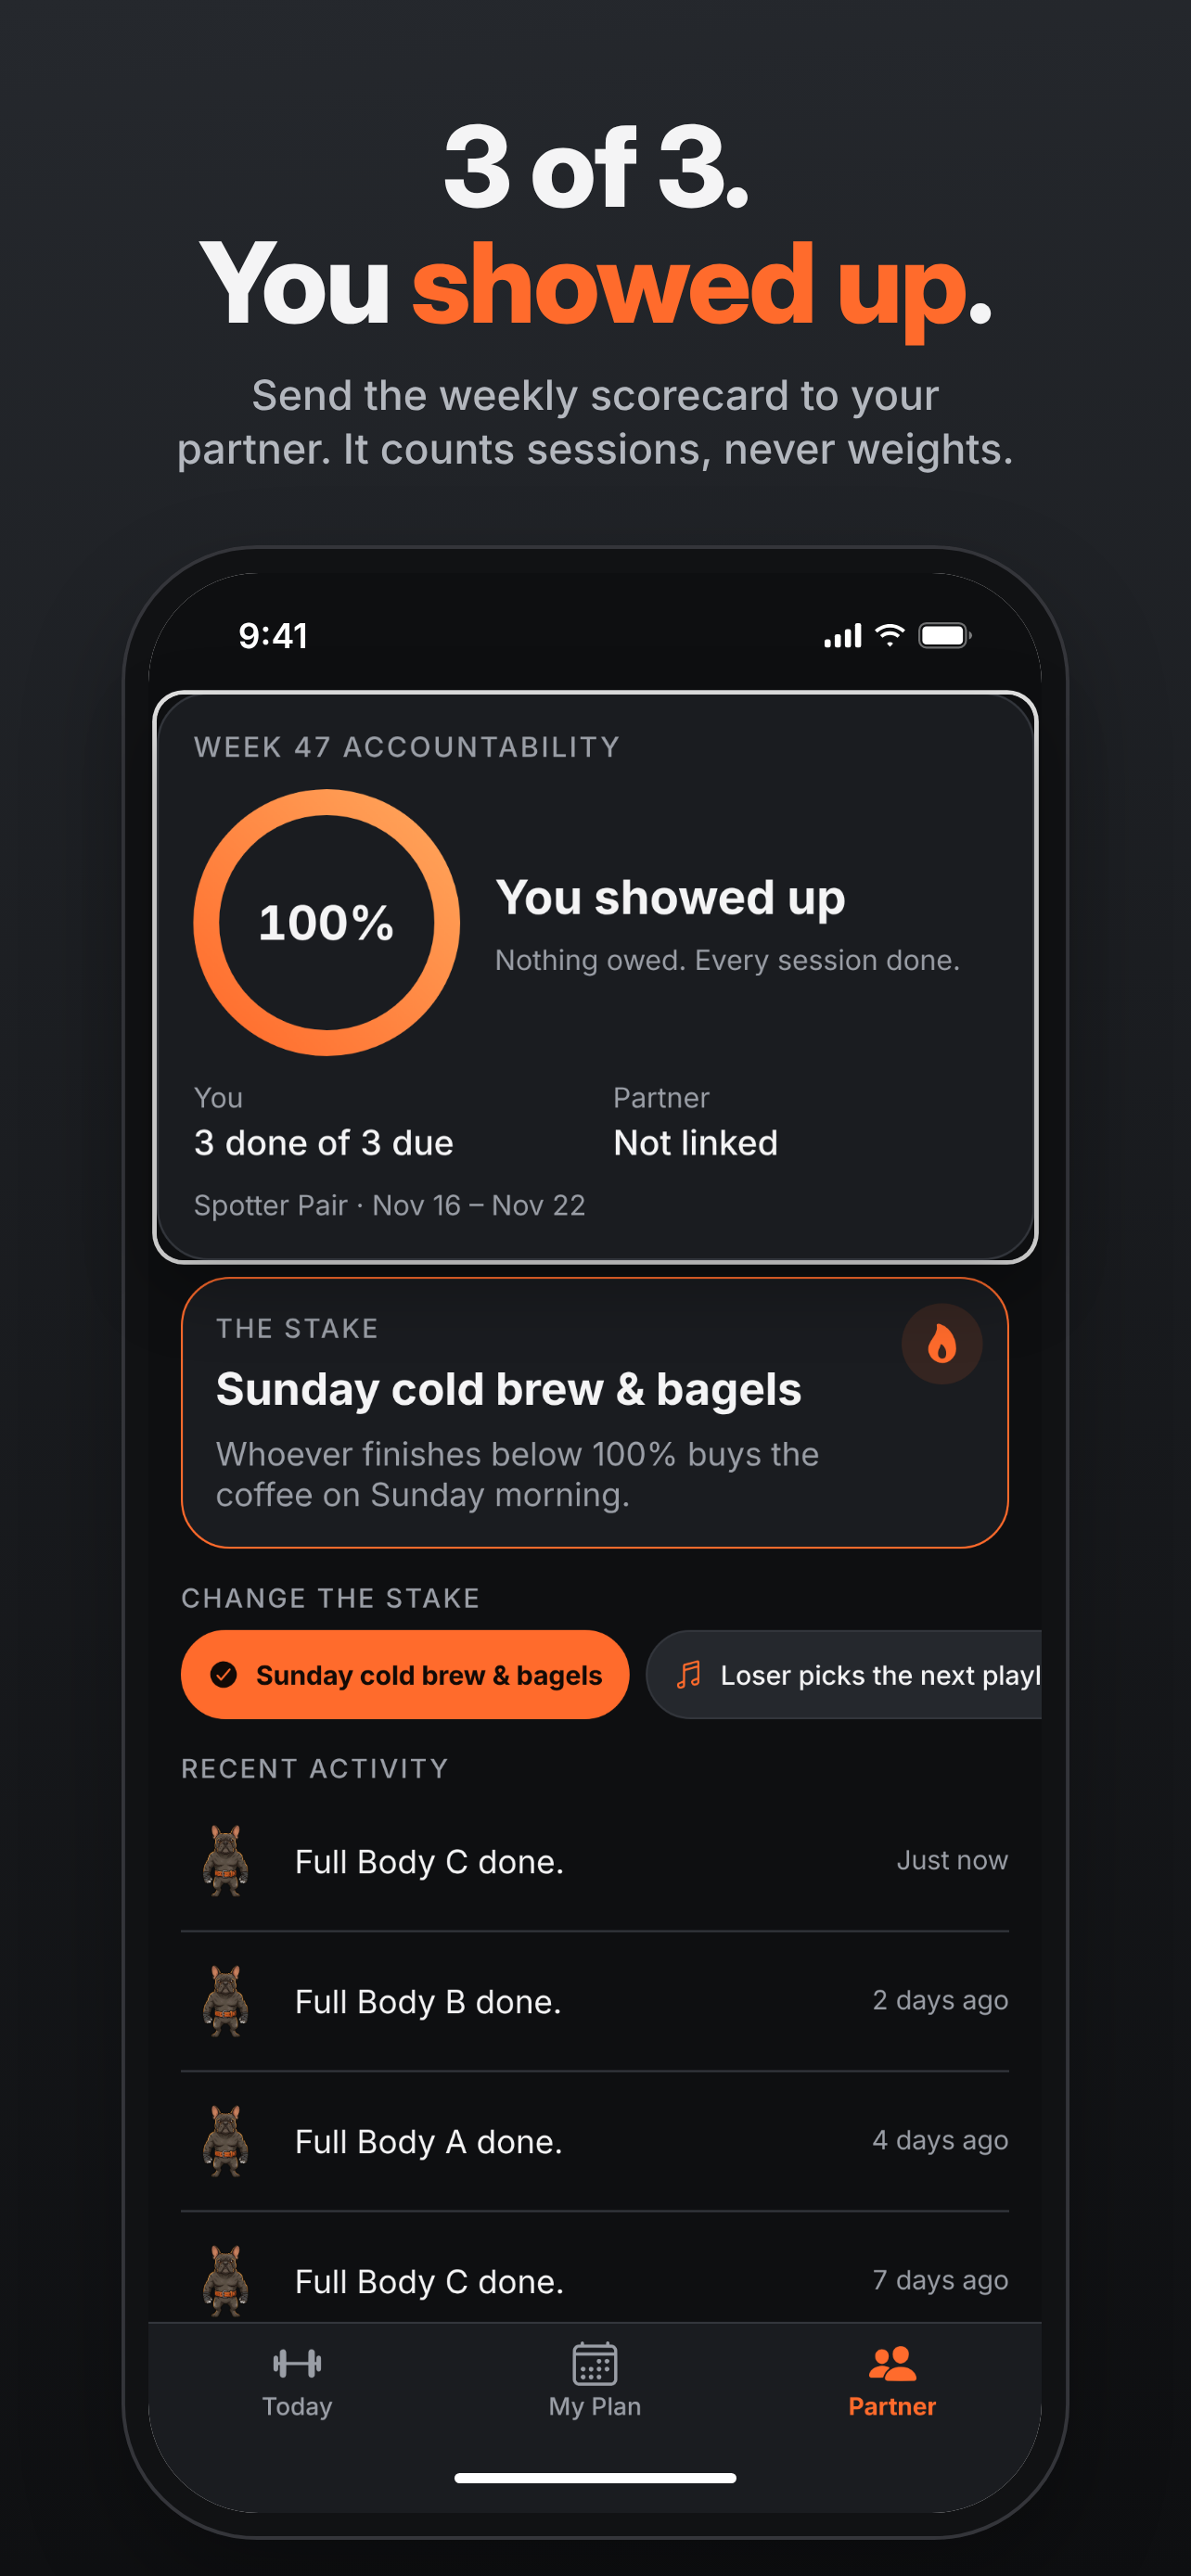 3 of 3.
You showed up.
Send the weekly scorecard to your
partner. It counts sessions, never weights.
9:41
WEEK 47 ACCOUNTABILITY
100%
You showed up
Nothing owed. Every session done.
You
3 done of 3 due
Partner
Not linked
Spotter Pair · Nov 16 – Nov 22
THE STAKE
Sunday cold brew & bagels
Whoever finishes below 100% buys the
coffee on Sunday morning.
CHANGE THE STAKE
Sunday cold brew & bagels
Loser picks the next playl
RECENT ACTIVITY
Full Body C done.
Just now
Full Body B done.
2 days ago
Full Body A done.
4 days ago
Full Body C done.
7 days ago
Today
My Plan
Partner